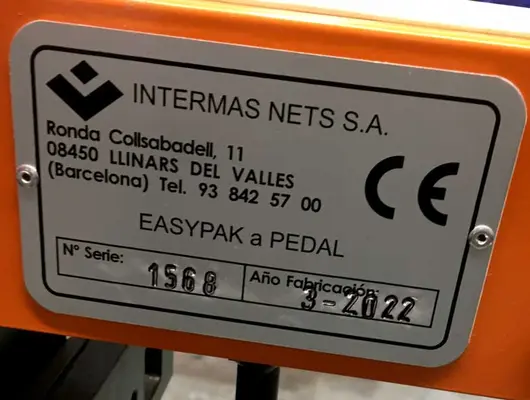 INTERMAS NETS S.A.
Ronda Collsabadell, 11
08450 LLINARS DEL VALLES
(Barcelona) Tel. 93 842 57 00
CE
EASYPAK a PEDAL
Nº Serie: 1568 Año Fabricación: 3-2022